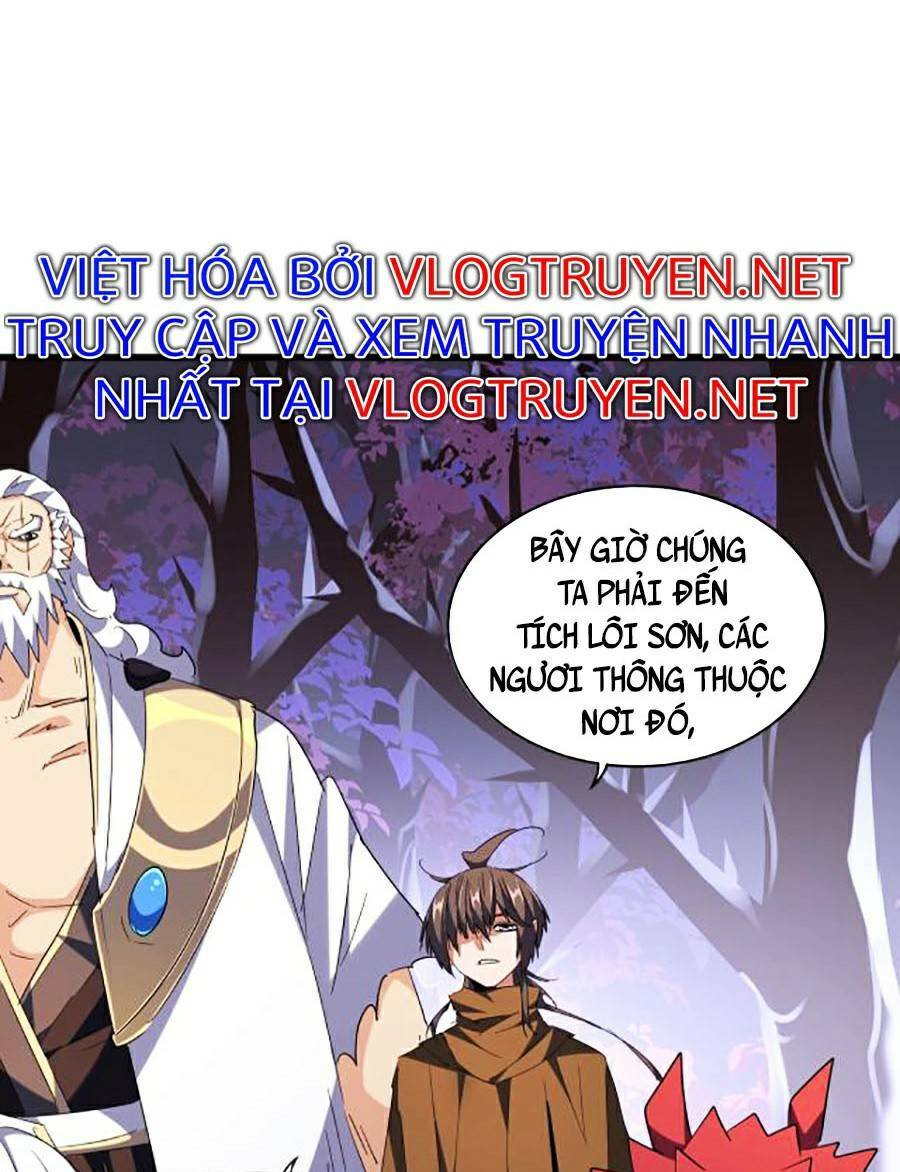 VIỆT HÓA BỞI VLOGTRUYEN.NET
TRUY CẬP VÀ XEM TRUYỆN NHANH
NHẤT TẠI VLOGTRUYEN.NET
BÂY GIỜ CHÚNG
TA PHẢI ĐẾN
TÍCH LÔI SƠN, CÁC
NGƯƠI THÔNG THUỘC
NƠI ĐÓ,